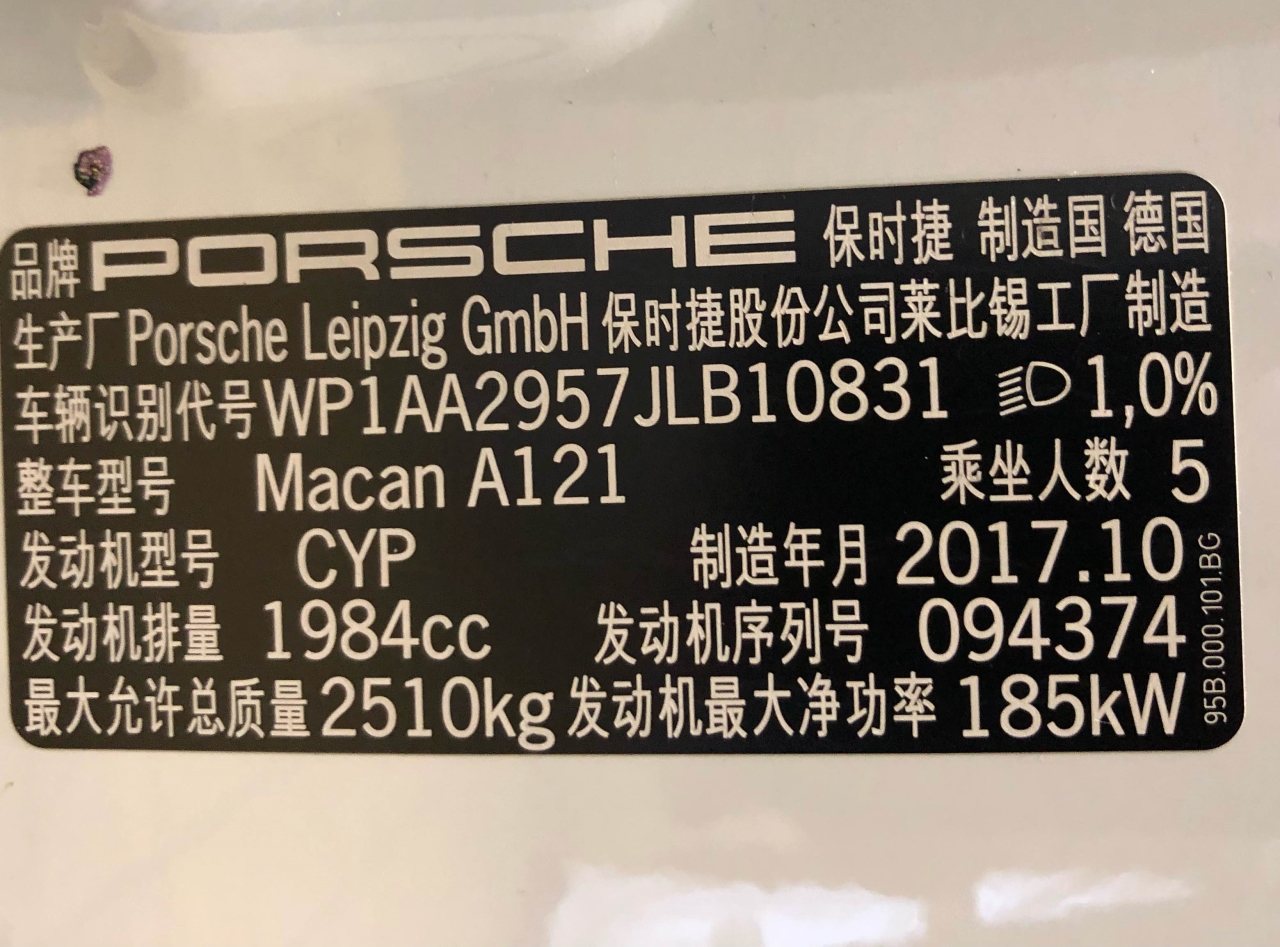 品牌 PORSCHE 保时捷 制造国 德国
生产厂 Porsche Leipzig GmbH 保时捷股份公司莱比锡工厂制造
车辆识别代号 WP1AA2957JLB10831 1,0%
整车型号 Macan A121 乘坐人数 5
发动机型号 CYP 制造年月 2017.10
发动机排量 1984cc 发动机序列号 094374
最大允许总质量 2510kg 发动机最大净功率 185kW
95B.000.101.BG